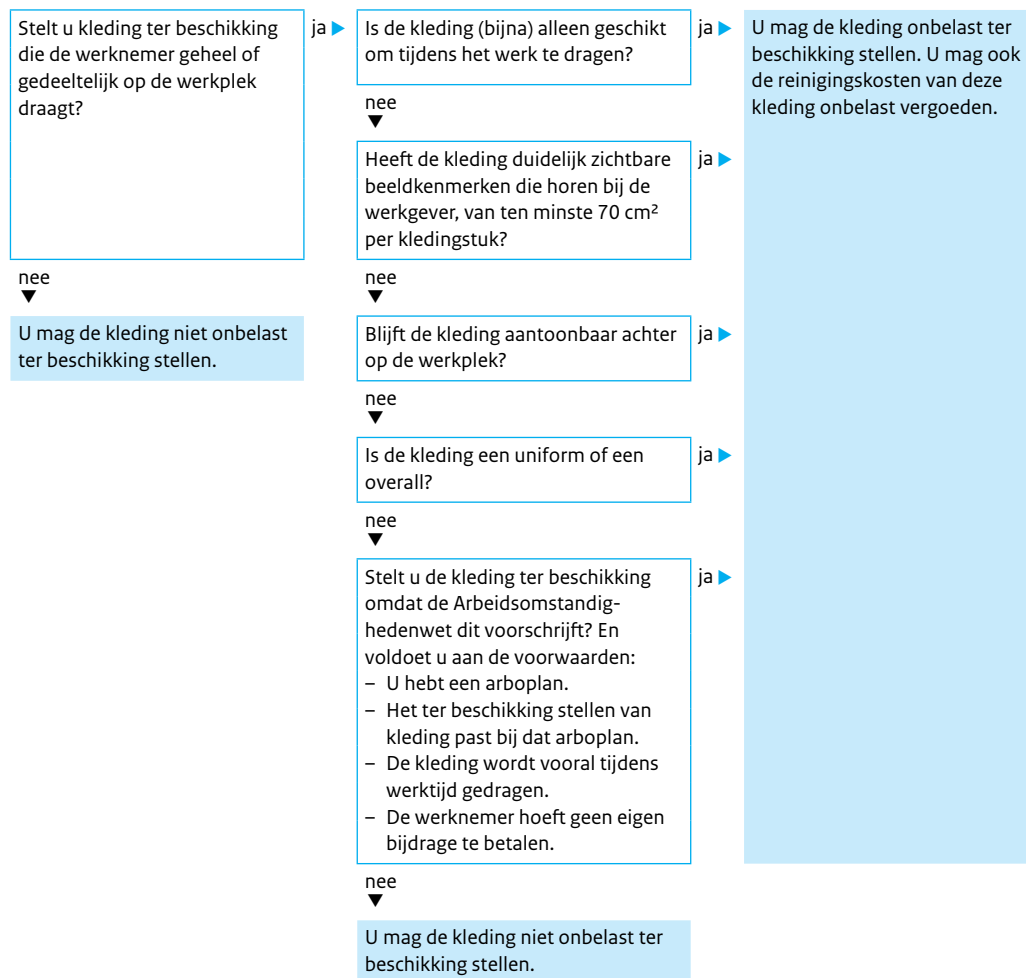 Stelt u kleding ter beschikking
die de werknemer geheel of
gedeeltelijk op de werkplek
draagt?
ja ▶
nee
▼
U mag de kleding niet onbelast
ter beschikking stellen.
Is de kleding (bijna) alleen geschikt
om tijdens het werk te dragen?
ja ▶
nee
▼
Heeft de kleding duidelijk zichtbare
beeldkenmerken die horen bij de
werkgever, van ten minste 70 cm²
per kledingstuk?
ja ▶
nee
▼
Blijft de kleding aantoonbaar achter
op de werkplek?
ja ▶
nee
▼
Is de kleding een uniform of een
overall?
ja ▶
nee
▼
Stelt u de kleding ter beschikking
omdat de Arbeidsomstandig-
hedenwet dit voorschrijft? En
voldoet u aan de voorwaarden:
– U hebt een arboplan.
– Het ter beschikking stellen van
kleding past bij dat arboplan.
– De kleding wordt vooral tijdens
werktijd gedragen.
– De werknemer hoeft geen eigen
bijdrage te betalen.
ja ▶
nee
▼
U mag de kleding niet onbelast ter
beschikking stellen.
U mag de kleding onbelast ter
beschikking stellen. U mag ook
de reinigingskosten van deze
kleding onbelast vergoeden.